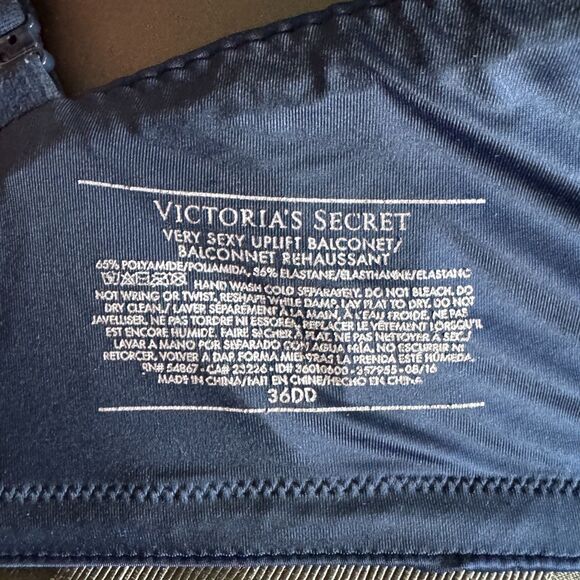 VICTORIA'S SECRET
VERY SEXY UPLIFT BALCONET/
BALCONNET REHAUSSANT
65% POLYAMIDE/POLIAMIDA, 36% ELASTANE/ELASTHANNE/ELASTANO
HAND WASH COLD SEPARATELY. DO NOT BLEACH. DO
NOT WRING OR TWIST. RESHAPE WHILE DAMP. LAY FLAT TO DRY. DO NOT
DRY CLEAN./ LAVER SÉPARÉMENT À LA MAIN, À L'EAU FROIDE. NE PAS
JAVELLISER. NE PAS TORDRE NI ESSORER. REPLACER LE VÊTEMENT LORSQU'IL
EST ENCORE HUMIDE. FAIRE SÉCHER À PLAT. NE PAS NETTOYER À SEC./
LAVAR A MANO POR SEPARADO CON AGUA FRÍA. NO ESCURRIR NI
RETORCER. VOLVER A DAR FORMA MIENTRAS LA PRENDA ESTÉ HÚMEDA.
RN# 54867 CA# 23226 - ID# 36010600 - 357955 - 08/16
MADE IN CHINA/FAIT EN CHINE/HECHO EN CHINA
36DD